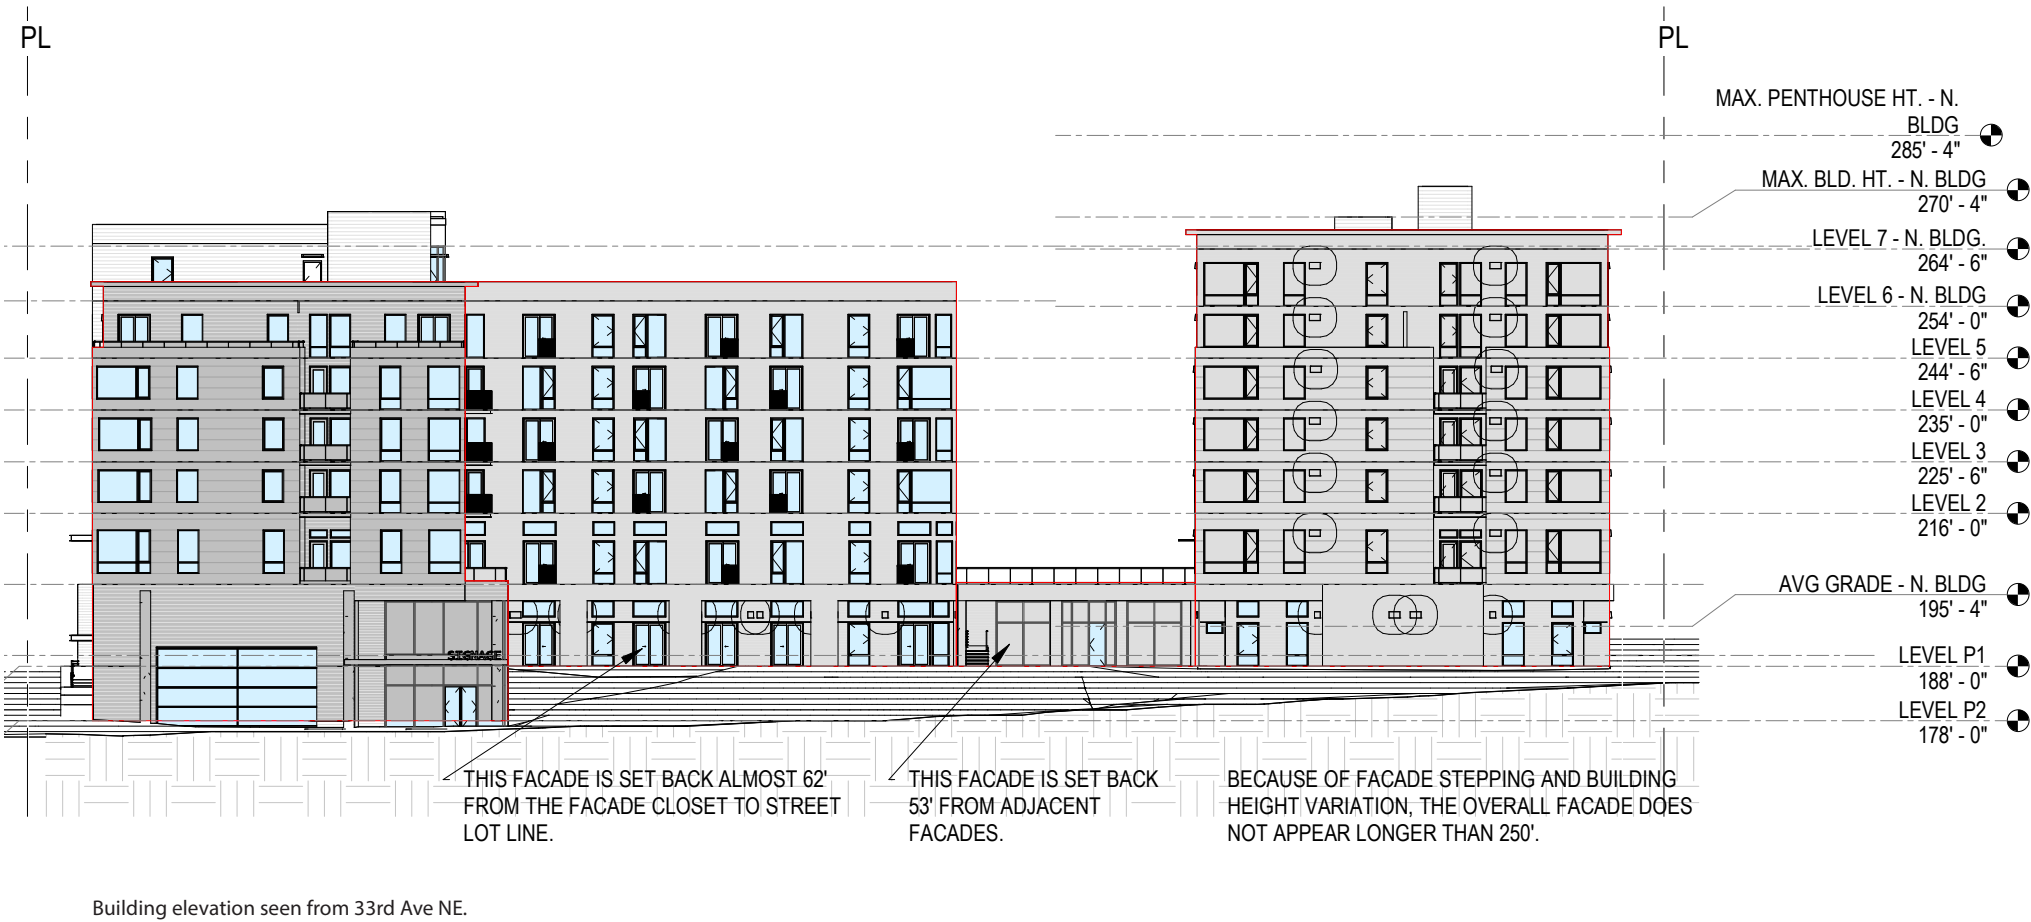 PL
PL
MAX. PENTHOUSE HT. - N.
BLDG
285' - 4"
MAX. BLD. HT. - N. BLDG
270' - 4"
LEVEL 7 - N. BLDG.
264' - 6"
LEVEL 6 - N. BLDG
254' - 0"
LEVEL 5
244' - 6"
LEVEL 4
235' - 0"
LEVEL 3
225' - 6"
LEVEL 2
216' - 0"
AVG GRADE - N. BLDG
195' - 4"
SIGNAGE
LEVEL P1
188' - 0"
LEVEL P2
178' - 0"
THIS FACADE IS SET BACK ALMOST 62'
FROM THE FACADE CLOSET TO STREET
LOT LINE.
THIS FACADE IS SET BACK
53' FROM ADJACENT
FACADES.
BECAUSE OF FACADE STEPPING AND BUILDING
HEIGHT VARIATION, THE OVERALL FACADE DOES
NOT APPEAR LONGER THAN 250'.
Building elevation seen from 33rd Ave NE.